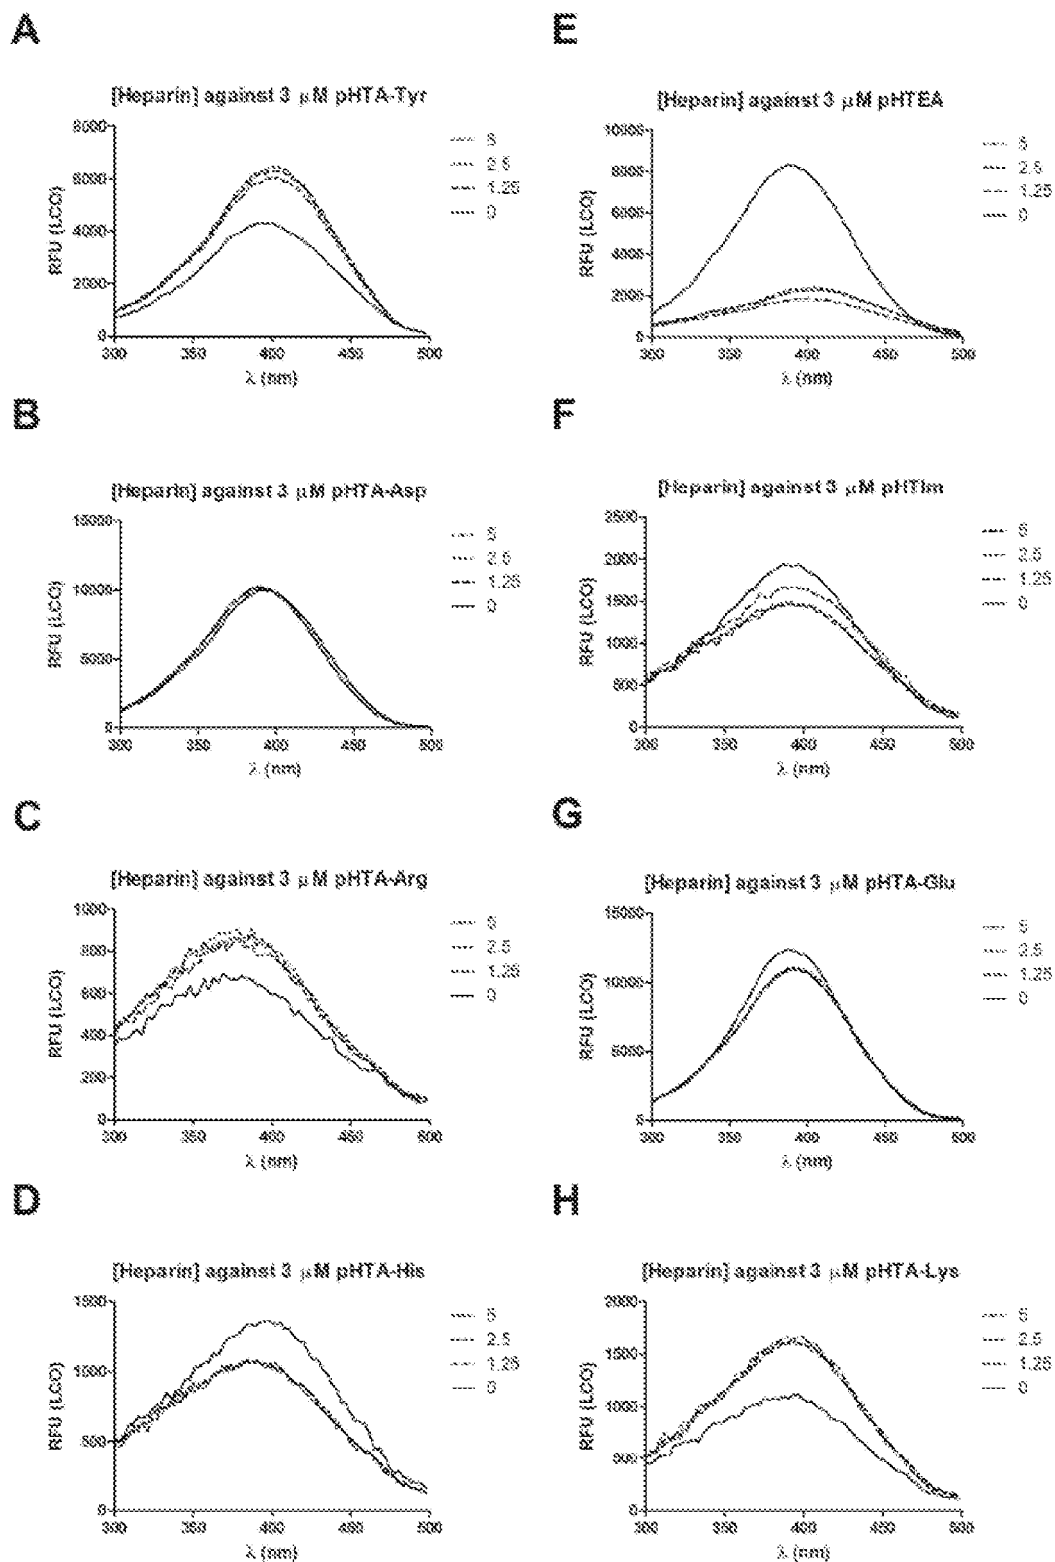 A
[Heparin] against 3 μM pHTA-Tyr
8000
6000
4000
2000
0
RFU (LCO)
300 350 400 450 500
λ (nm)
5
2.5
1.25
0
B
[Heparin] against 3 μM pHTA-Asp
15000
10000
5000
0
RFU (LCO)
300 350 400 450 500
λ (nm)
5
2.5
1.25
0
C
[Heparin] against 3 μM pHTA-Arg
1000
800
600
400
200
0
RFU (LCO)
300 350 400 450 500
λ (nm)
5
2.5
1.25
0
D
[Heparin] against 3 μM pHTA-His
1500
1000
500
0
RFU (LCO)
300 350 400 450 500
λ (nm)
5
2.5
1.25
0
E
[Heparin] against 3 μM pHTEA
10000
8000
6000
4000
2000
0
RFU (LCO)
300 350 400 450 500
λ (nm)
5
2.5
1.25
0
F
[Heparin] against 3 μM pHTIm
2500
2000
1500
1000
500
0
RFU (LCO)
300 350 400 450 500
λ (nm)
5
2.5
1.25
0
G
[Heparin] against 3 μM pHTA-Glu
15000
10000
5000
0
RFU (LCO)
300 350 400 450 500
λ (nm)
5
2.5
1.25
0
H
[Heparin] against 3 μM pHTA-Lys
2000
1500
1000
500
0
RFU (LCO)
300 350 400 450 500
λ (nm)
5
2.5
1.25
0